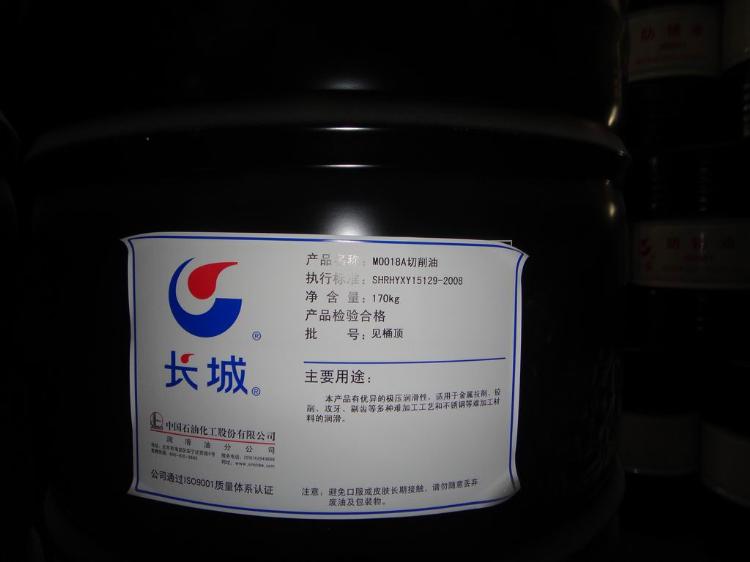 产品名称：M0018A切削油
执行标准：SHRHYXY15129-2008
净 含 量：170kg
产品检验合格
批 号：见桶顶
主要用途：
本产品有优异的极压润滑性，适用于金属拉削、铰
削、攻牙、剃齿等多种难加工工艺和不锈钢等难加工材
料的润滑。
注意：避免口服或皮肤长期接触，请勿随意丢弃
废油及包装物。
®
长城®
中国石油化工股份有限公司
润滑油分公司
公司通过ISO9001质量体系认证